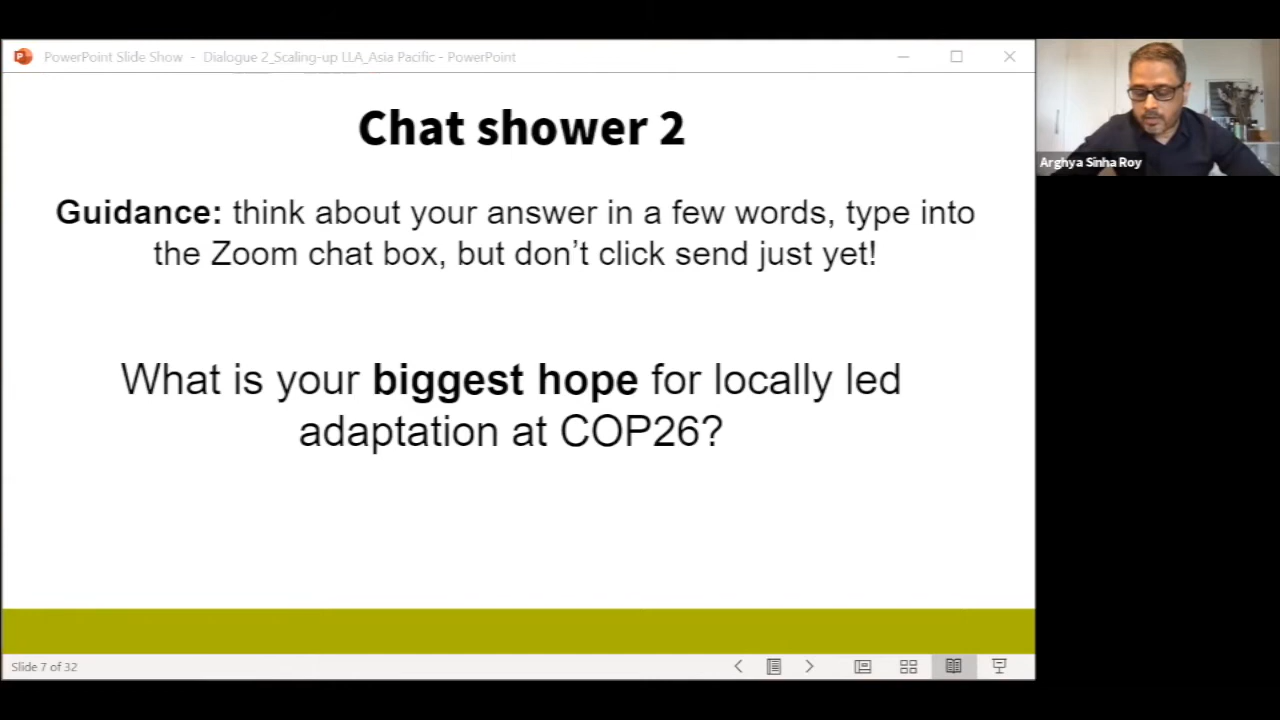 PowerPoint Slide Show - Dialogue 2_Scaling-up LLA_Asia Pacific - PowerPoint
Chat shower 2
Guidance: think about your answer in a few words, type into
the Zoom chat box, but don’t click send just yet!
What is your biggest hope for locally led
adaptation at COP26?
Arghya Sinha Roy
Slide 7 of 32